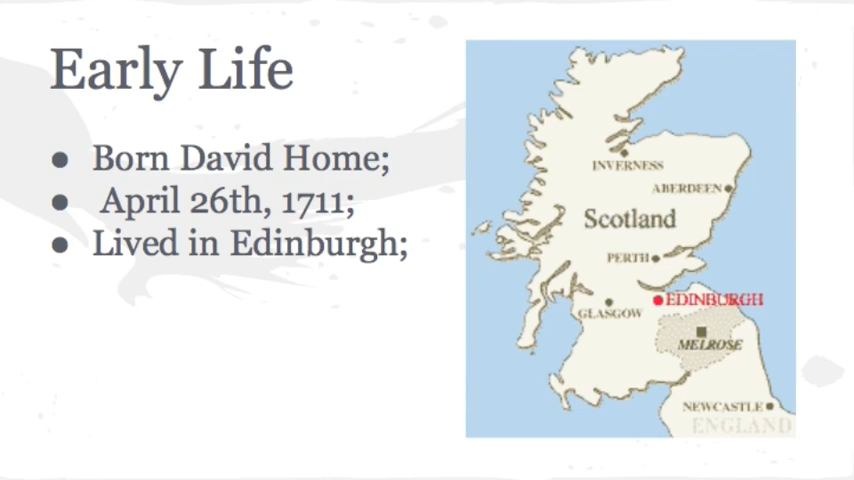 Early Life
● Born David Home;
● April 26th, 1711;
● Lived in Edinburgh;
INVERNESS
ABERDEEN
Scotland
PERTH
EDINBURGH
GLASGOW
MELROSE
NEWCASTLE
ENGLAND